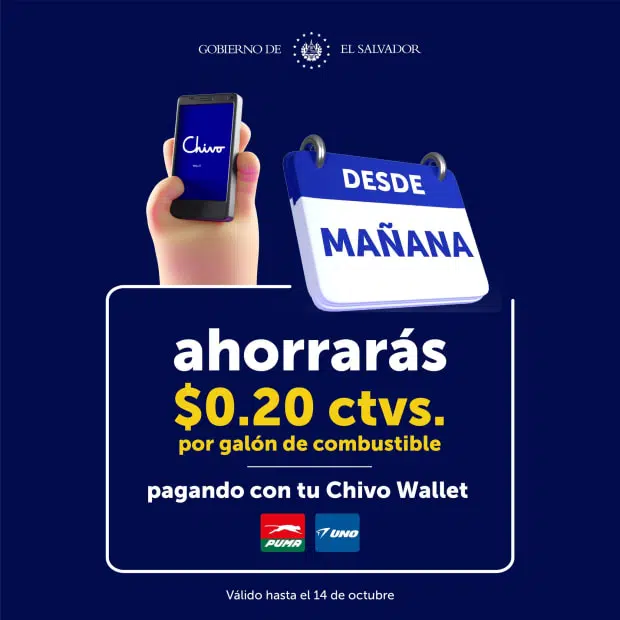 GOBIERNO DE EL SALVADOR
Chivo
DESDE
MAÑANA
ahorrarás
$0.20 ctvs.
por galón de combustible
pagando con tu Chivo Wallet
PUMA UNO
Válido hasta el 14 de octubre